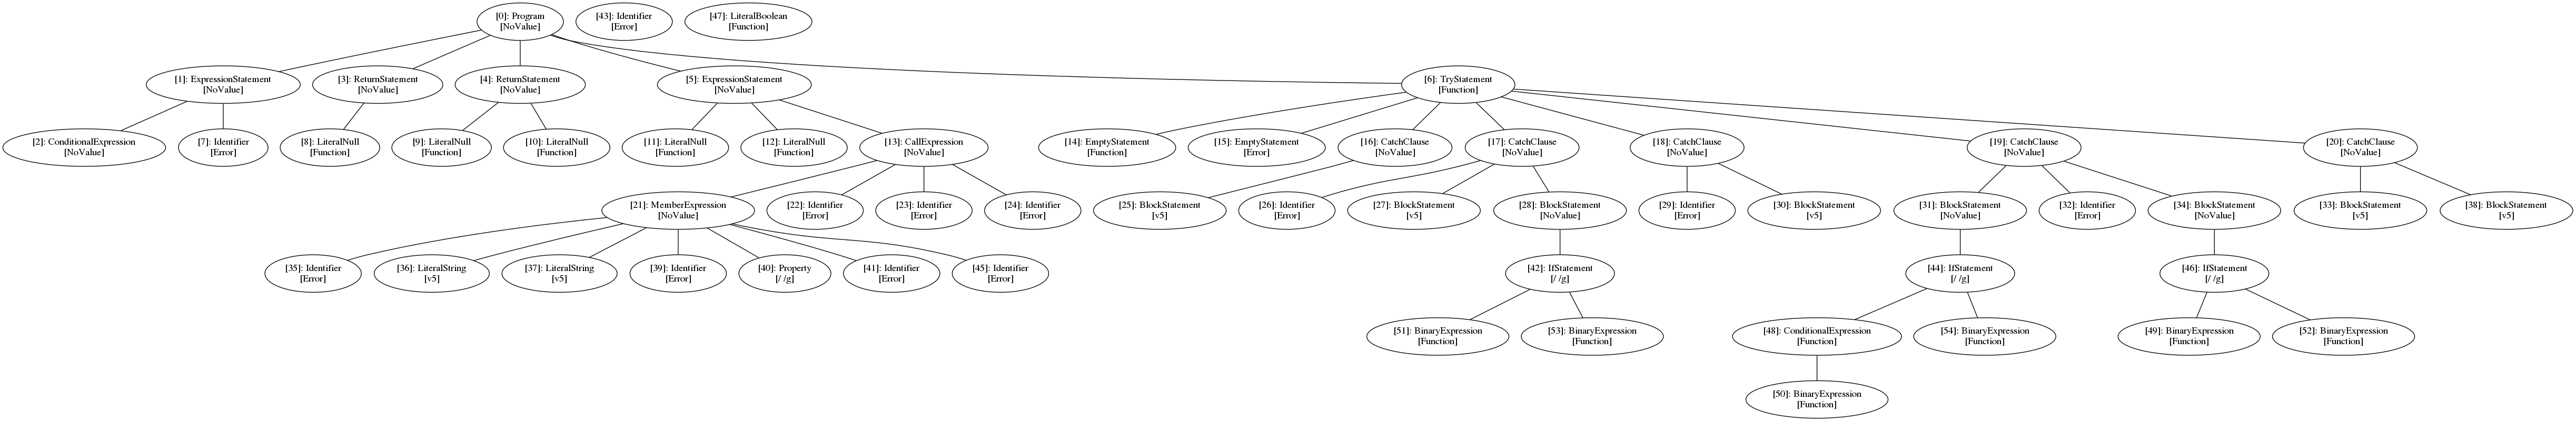 [0]: Program
[NoValue]
[43]: Identifier
[Error]
[47]: LiteralBoolean
[Function]
[1]: ExpressionStatement
[NoValue]
[3]: ReturnStatement
[NoValue]
[4]: ReturnStatement
[NoValue]
[5]: ExpressionStatement
[NoValue]
[6]: TryStatement
[Function]
[2]: ConditionalExpression
[NoValue]
[7]: Identifier
[Error]
[8]: LiteralNull
[Function]
[9]: LiteralNull
[Function]
[10]: LiteralNull
[Function]
[11]: LiteralNull
[Function]
[12]: LiteralNull
[Function]
[13]: CallExpression
[NoValue]
[14]: EmptyStatement
[Function]
[15]: EmptyStatement
[Error]
[16]: CatchClause
[NoValue]
[17]: CatchClause
[NoValue]
[18]: CatchClause
[NoValue]
[19]: CatchClause
[NoValue]
[20]: CatchClause
[NoValue]
[21]: MemberExpression
[NoValue]
[22]: Identifier
[Error]
[23]: Identifier
[Error]
[24]: Identifier
[Error]
[25]: BlockStatement
[v5]
[26]: Identifier
[Error]
[27]: BlockStatement
[v5]
[28]: BlockStatement
[NoValue]
[29]: Identifier
[Error]
[30]: BlockStatement
[v5]
[31]: BlockStatement
[NoValue]
[32]: Identifier
[Error]
[34]: BlockStatement
[NoValue]
[33]: BlockStatement
[v5]
[38]: BlockStatement
[v5]
[35]: Identifier
[Error]
[36]: LiteralString
[v5]
[37]: LiteralString
[v5]
[39]: Identifier
[Error]
[40]: Property
[/ /g]
[41]: Identifier
[Error]
[45]: Identifier
[Error]
[42]: IfStatement
[/ /g]
[44]: IfStatement
[/ /g]
[46]: IfStatement
[/ /g]
[51]: BinaryExpression
[Function]
[53]: BinaryExpression
[Function]
[48]: ConditionalExpression
[Function]
[54]: BinaryExpression
[Function]
[49]: BinaryExpression
[Function]
[52]: BinaryExpression
[Function]
[50]: BinaryExpression
[Function]